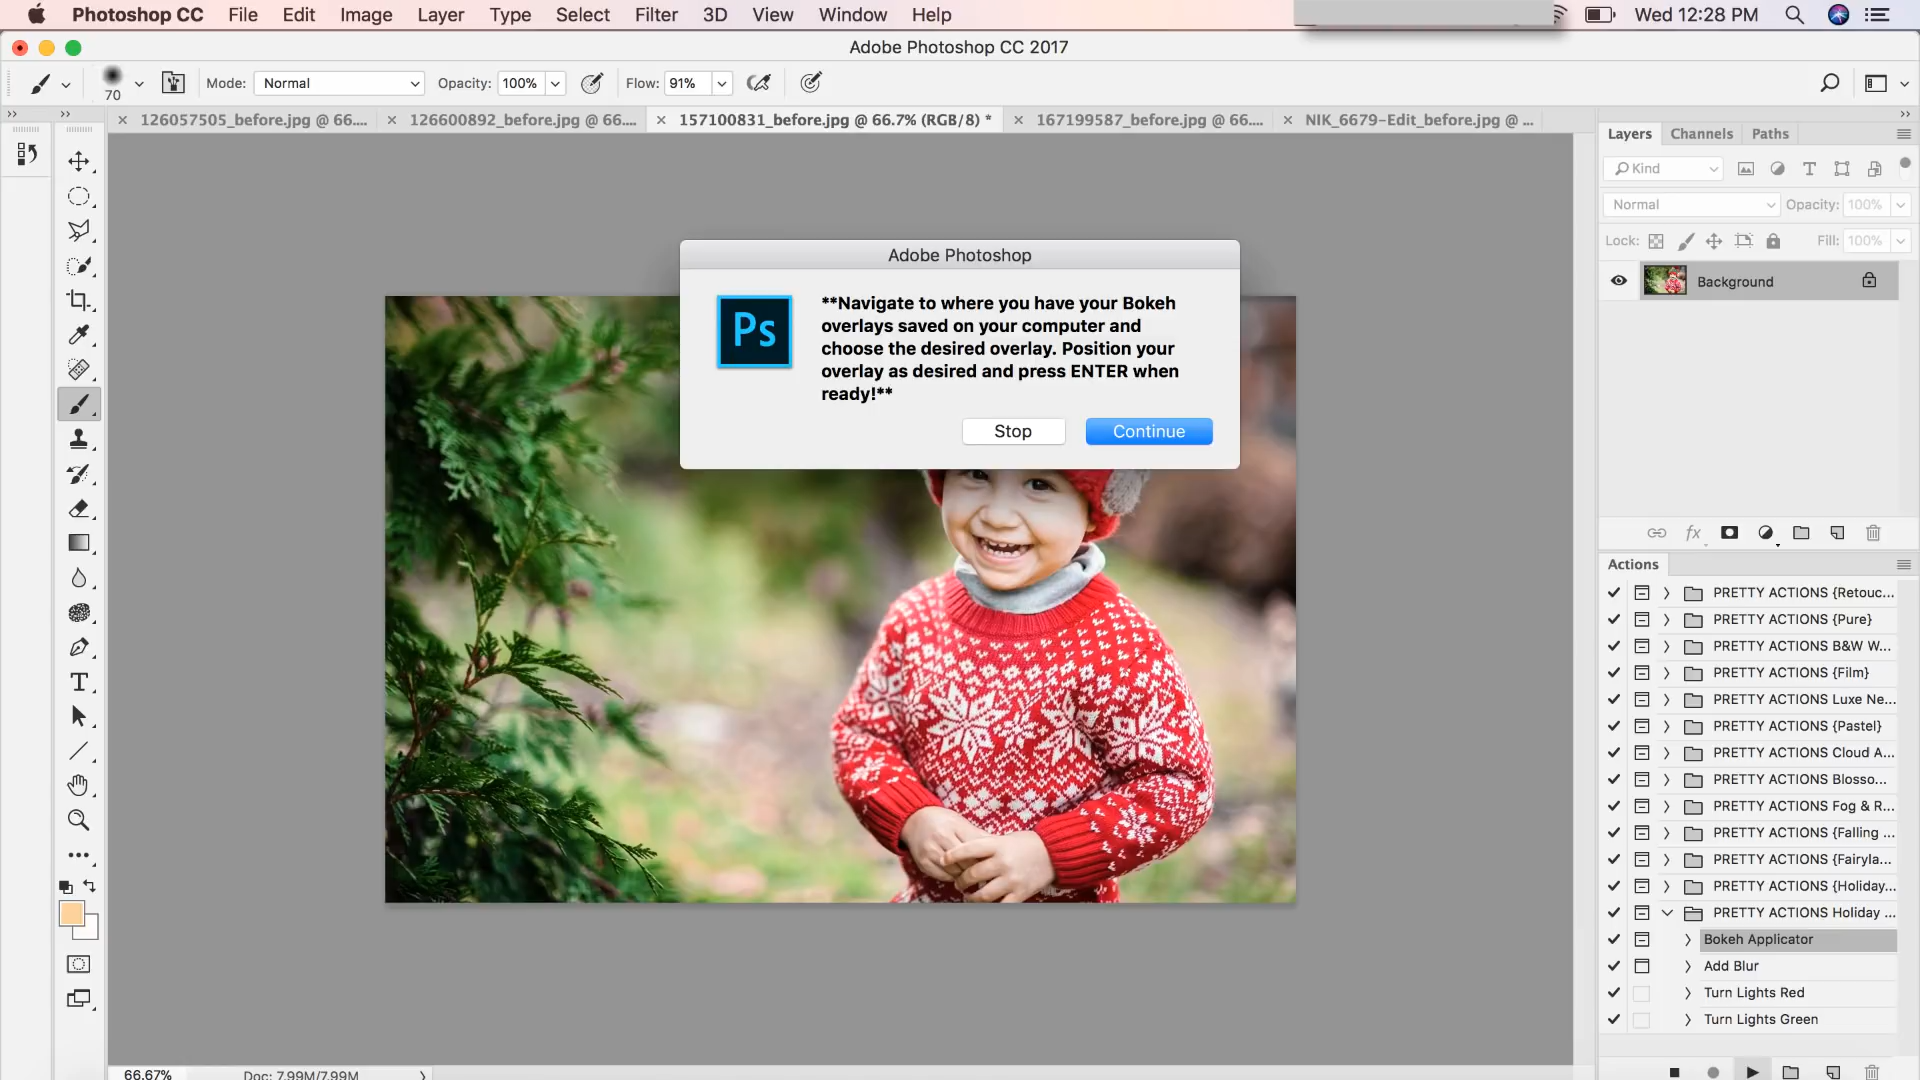 Photoshop CC File Edit Image Layer Type Select Filter 3D View Window Help Wed 12:28 PM
Adobe Photoshop CC 2017
70 Mode: Normal Opacity: 100% Flow: 91%
126057505_before.jpg @ 66.... 126600892_before.jpg @ 66.... 157100831_before.jpg @ 66.7% (RGB/8) * 167199587_before.jpg @ 66.... NIK_6679-Edit_before.jpg @ ...
Layers Channels Paths
Kind
Normal Opacity: 100%
Lock: Fill: 100%
Background
Adobe Photoshop
Ps
**Navigate to where you have your Bokeh
overlays saved on your computer and
choose the desired overlay. Position your
overlay as desired and press ENTER when
ready!**
Stop Continue
fx
Actions
PRETTY ACTIONS {Retouc...
PRETTY ACTIONS {Pure}
PRETTY ACTIONS B&W W...
PRETTY ACTIONS {Film}
PRETTY ACTIONS Luxe Ne...
PRETTY ACTIONS {Pastel}
PRETTY ACTIONS Cloud A...
PRETTY ACTIONS Blosso...
PRETTY ACTIONS Fog & R...
PRETTY ACTIONS {Falling ...
PRETTY ACTIONS {Fairyla...
PRETTY ACTIONS {Holiday...
PRETTY ACTIONS Holiday ...
Bokeh Applicator
Add Blur
Turn Lights Red
Turn Lights Green
66.67% Doc: 7.99M/7.99M